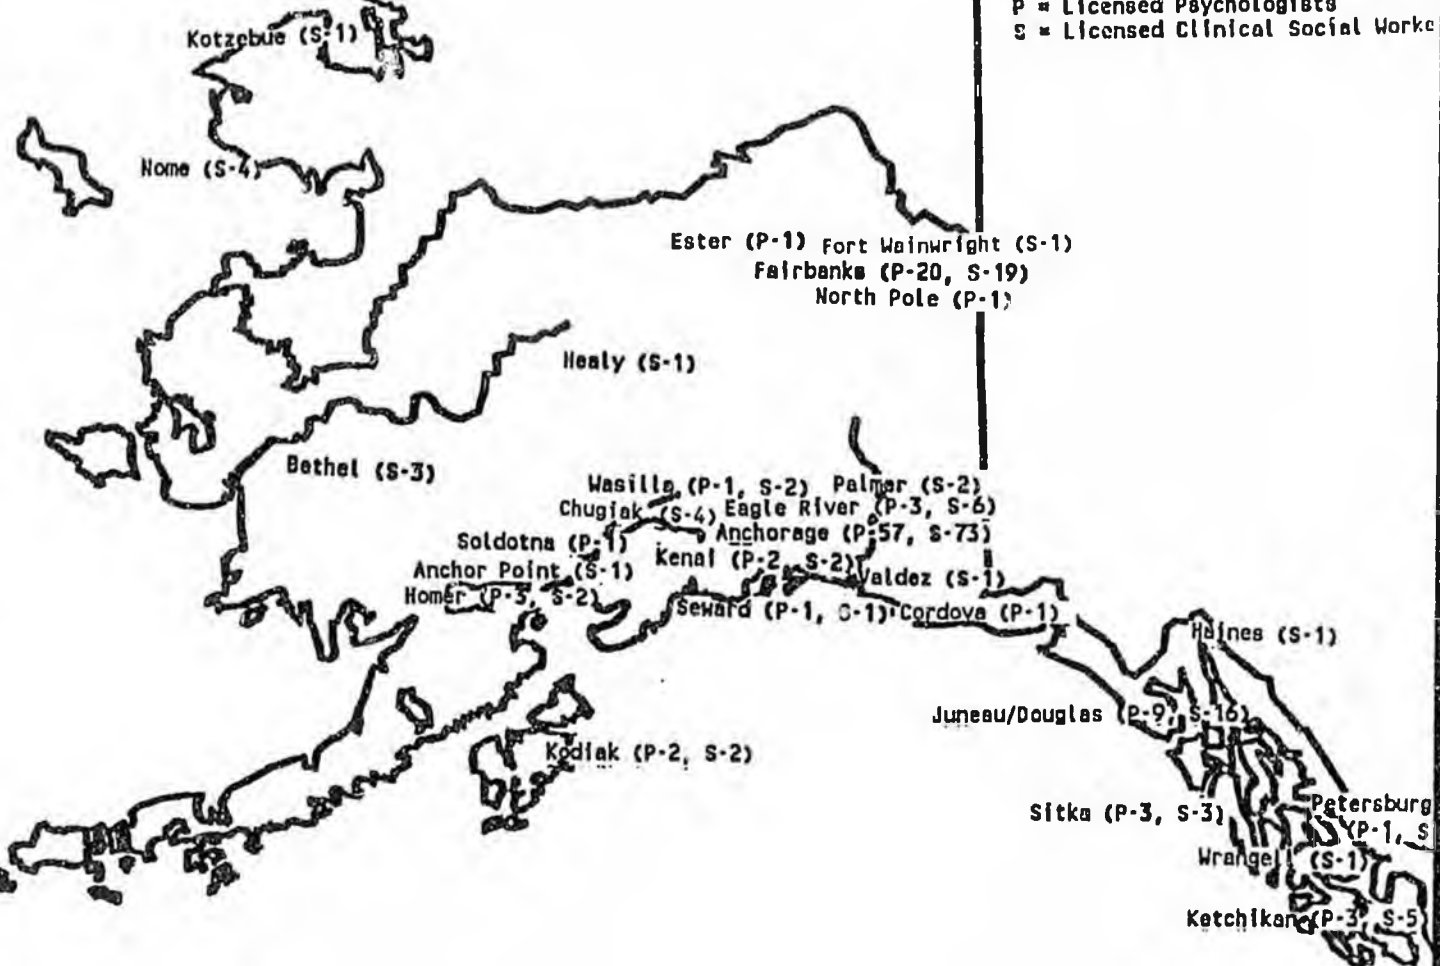 P = Licensed Psychologists
S = Licensed Clinical Social Worke
Kotzebue (S-1)
Nome (S-4)
Ester (P-1) Fort Wainwright (S-1)
Fairbanks (P-20, S-19)
North Pole (P-1)
Healy (S-1)
Bethel (S-3)
Wasilla (P-1, S-2) Palmer (S-2)
Chugiak (S-4) Eagle River (P-3, S-6)
Soldotna (P-1) Anchorage (P-57, S-73)
Kenai (P-2, S-2)
Anchor Point (S-1) Valdez (S-1)
Homer (P-3, S-2) Seward (P-1, S-1) Cordova (P-1)
Haines (S-1)
Juneau/Douglas (P-9, S-16)
Kodiak (P-2, S-2)
Sitka (P-3, S-3) Petersburg
(P-1, S
Wrangell (S-1)
Ketchikan (P-3, S-5